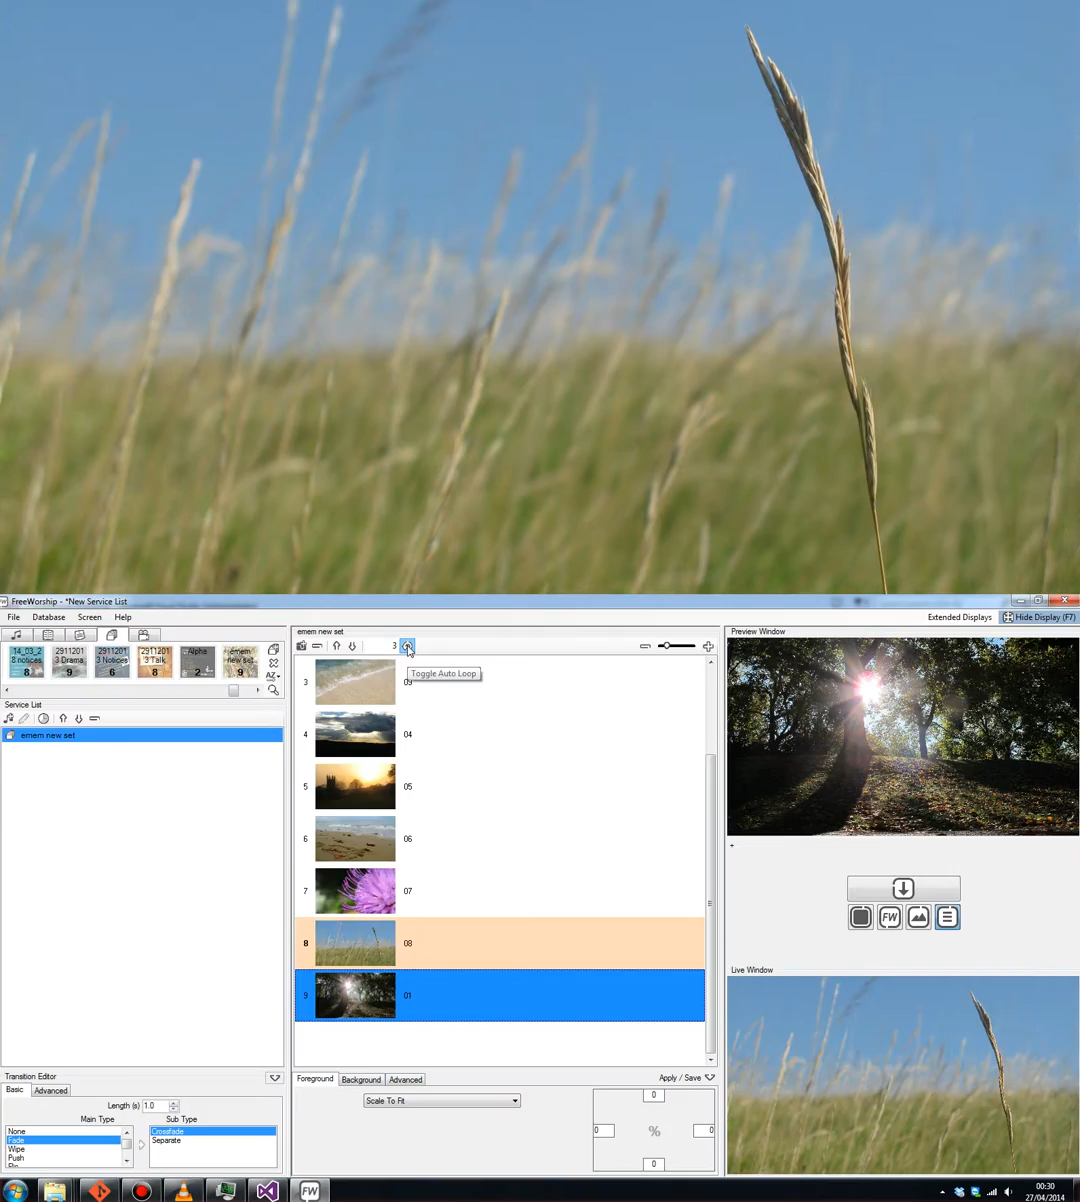 FW FreeWorship - *New Service List
File Database Screen Help
Extended Displays Hide Display (F7)
emem new set
Preview Window
14_03_2
8 notices
8
2911201
3 Drama
9
2911201
3 Notices
6
2911201
3 Talk
8
Alpha
2
emem
new set
9
AZ
3
Toggle Auto Loop
Service List
emem new set
3
4 04
5 05
6 06
7 07
8 08
9 01
FW
Live Window
Transition Editor
Basic Advanced
Length (s) 1.0
Main Type Sub Type
None
Fade
Wipe
Push
Crossfade
Separate
Foreground Background Advanced
Apply / Save
Scale To Fit
0
0 % 0
0
FW
00:30
27/04/2014